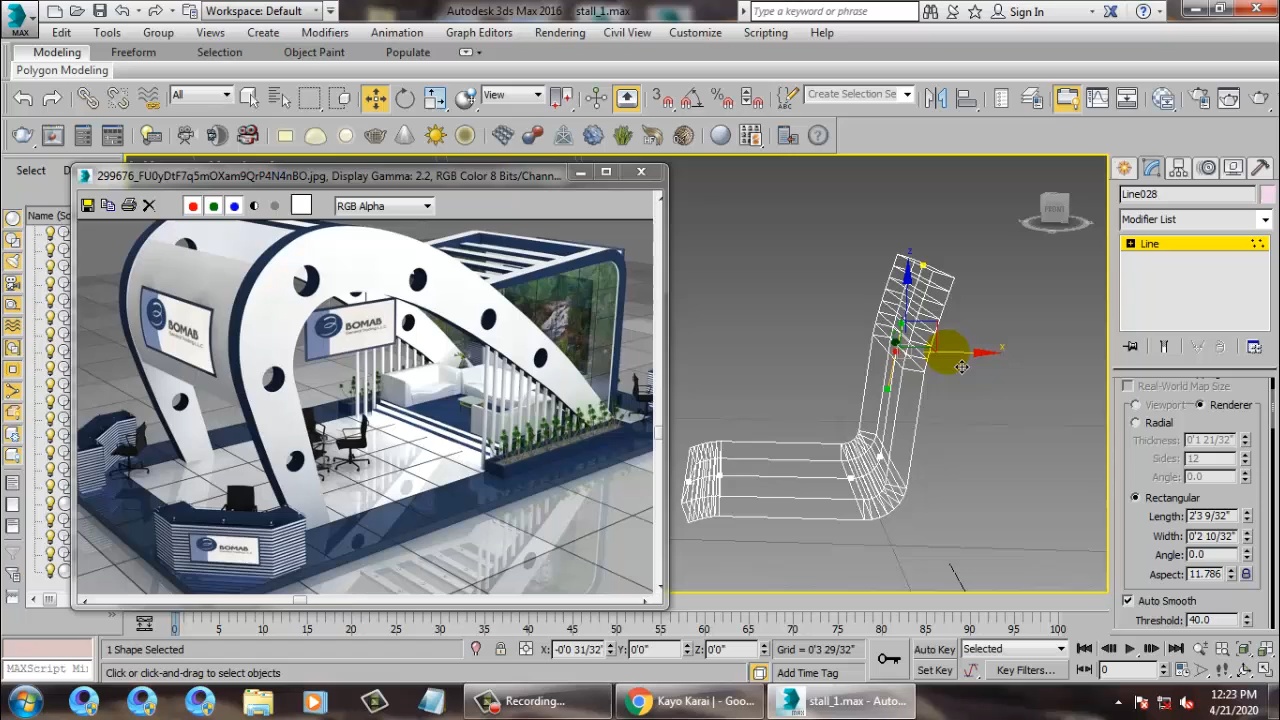 MAX
Workspace: Default
Autodesk 3ds Max 2016
stall_1.max
Type a keyword or phrase
Sign In
Edit
Tools
Group
Views
Create
Modifiers
Animation
Graph Editors
Rendering
Civil View
Customize
Scripting
Help
Modeling
Freeform
Selection
Object Paint
Populate
Polygon Modeling
All
View
3
ABC
Create Selection Se
Select
299676_FU0yDtF7q5mOXam9QrP4N4nBO.jpg, Display Gamma: 2.2, RGB Color 8 Bits/Chann...
RGB Alpha
Name (So
BOMAB
BOMAB
BOMAB
FRONT
z
x
Line028
Modifier List
Line
Real-World Map Size
Viewport
Renderer
Radial
Thickness: 0'1 21/32"
Sides: 12
Angle: 0.0
Rectangular
Length: 2'3 9/32"
Width: 0'2 10/32"
Angle: 0.0
Aspect: 11.786
Auto Smooth
Threshold: 40.0
0 5 10 15 20 25 30 35 40 45 50 55 60 65 70 75 80 85 90 95 100
1 Shape Selected
X: -0'0 31/32"
Y: 0'0"
Z: 0'0"
Grid = 0'3 29/32"
Auto Key
Selected
MAXScript Mi
Click or click-and-drag to select objects
Add Time Tag
Set Key
Key Filters...
0
Recording...
Kayo Karai | - Goo...
stall_1.max - Auto...
12:23 PM
4/21/2020